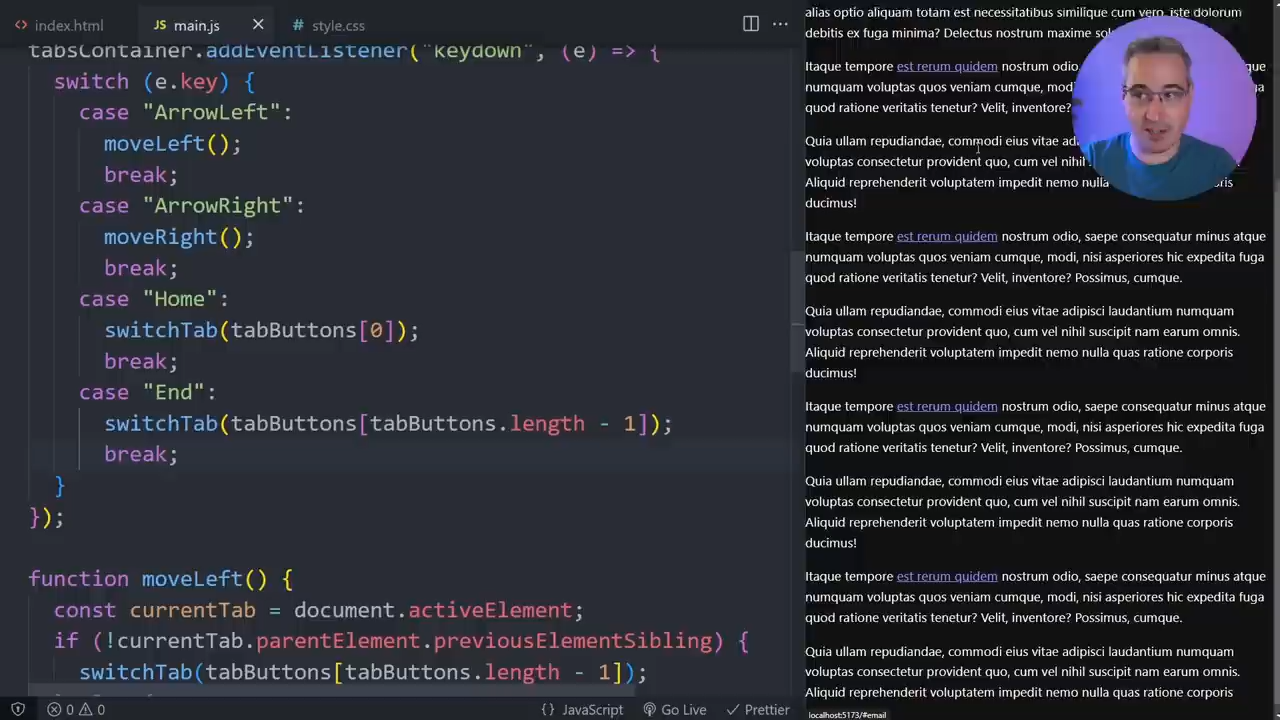 index.html
JS main.js
# style.css
tabsContainer.addEventListener("keydown", (e) => {
switch (e.key) {
case "ArrowLeft":
moveLeft();
break;
case "ArrowRight":
moveRight();
break;
case "Home":
switchTab(tabButtons[0]);
break;
case "End":
switchTab(tabButtons[tabButtons.length - 1]);
break;
}
});
function moveLeft() {
const currentTab = document.activeElement;
if (!currentTab.parentElement.previousElementSibling) {
switchTab(tabButtons[tabButtons.length - 1]);
0 0
{} JavaScript
Go Live
Prettier
alias optio aliquam totam est necessitatibus similique cum vero, iste dolorum
debitis ex fuga minima? Delectus nostrum maxime
Itaque tempore est rerum quidem nostrum odio, atque
numquam voluptas quos veniam cumque, fuga
quod ratione veritatis tenetur? Velit, inventore?
Quia ullam repudiandae, commodi eius vitae
voluptas consectetur provident quo, cum vel nihil
Aliquid reprehenderit voluptatem impedit nemo nulla
ducimus!
Itaque tempore est rerum quidem nostrum odio, saepe consequatur minus atque
numquam voluptas quos veniam cumque, modi, nisi asperiores hic expedita fuga
quod ratione veritatis tenetur? Velit, inventore? Possimus, cumque.
Quia ullam repudiandae, commodi eius vitae adipisci laudantium numquam
voluptas consectetur provident quo, cum vel nihil suscipit nam earum omnis.
Aliquid reprehenderit voluptatem impedit nemo nulla quas ratione corporis
ducimus!
Itaque tempore est rerum quidem nostrum odio, saepe consequatur minus atque
numquam voluptas quos veniam cumque, modi, nisi asperiores hic expedita fuga
quod ratione veritatis tenetur? Velit, inventore? Possimus, cumque.
Quia ullam repudiandae, commodi eius vitae adipisci laudantium numquam
voluptas consectetur provident quo, cum vel nihil suscipit nam earum omnis.
Aliquid reprehenderit voluptatem impedit nemo nulla quas ratione corporis
ducimus!
Itaque tempore est rerum quidem nostrum odio, saepe consequatur minus atque
numquam voluptas quos veniam cumque, modi, nisi asperiores hic expedita fuga
quod ratione veritatis tenetur? Velit, inventore? Possimus, cumque.
Quia ullam repudiandae, commodi eius vitae adipisci laudantium numquam
voluptas consectetur provident quo, cum vel nihil suscipit nam earum omnis.
Aliquid reprehenderit voluptatem impedit nemo nulla quas ratione corporis
localhost:5173/#email